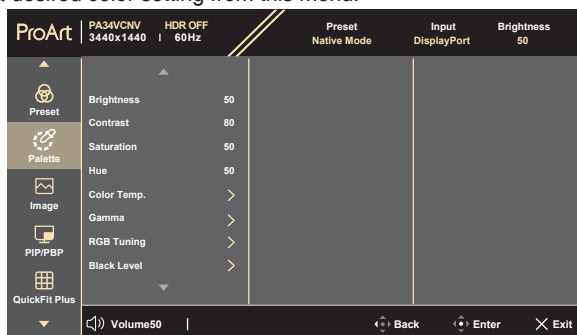 desired color setting from this menu.
ProArt
PA34VCNV HDR OFF
3440x1440 | 60Hz
Preset
Native Mode
Input
DisplayPort
Brightness
50
Preset
Palette
Image
PIP/PBP
QuickFit Plus
Brightness 50
Contrast 80
Saturation 50
Hue 50
Color Temp.
Gamma
RGB Tuning
Black Level
Volume50 |
Back
Enter
Exit